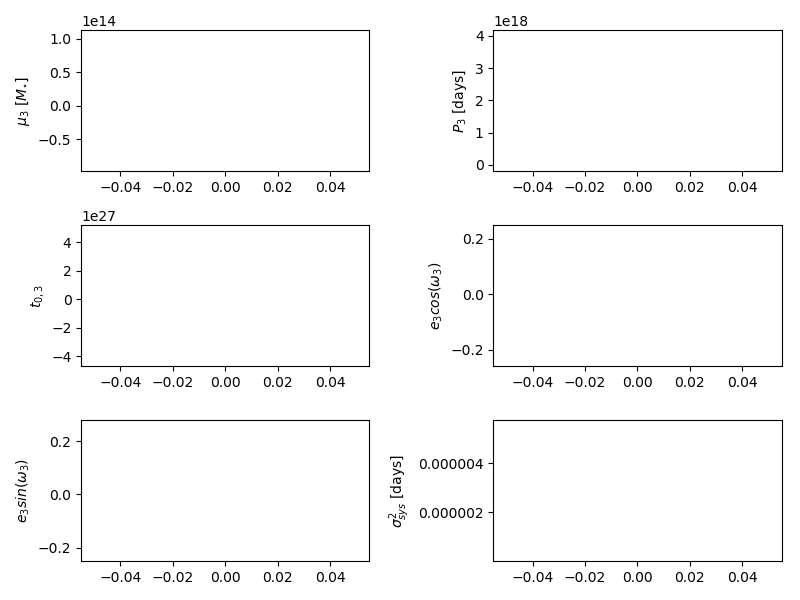 1e14
1.0
0.5
0.0
−0.5
μ₃ [M⋆]
−0.04 −0.02 0.00 0.02 0.04
1e18
4
3
2
1
0
P₃ [days]
−0.04 −0.02 0.00 0.02 0.04
1e27
4
2
0
−2
−4
t₀,₃
−0.04 −0.02 0.00 0.02 0.04
0.2
0.0
−0.2
e₃cos(ω₃)
−0.04 −0.02 0.00 0.02 0.04
0.2
0.0
−0.2
e₃sin(ω₃)
−0.04 −0.02 0.00 0.02 0.04
0.000004
0.000002
σ²_sys [days]
−0.04 −0.02 0.00 0.02 0.04